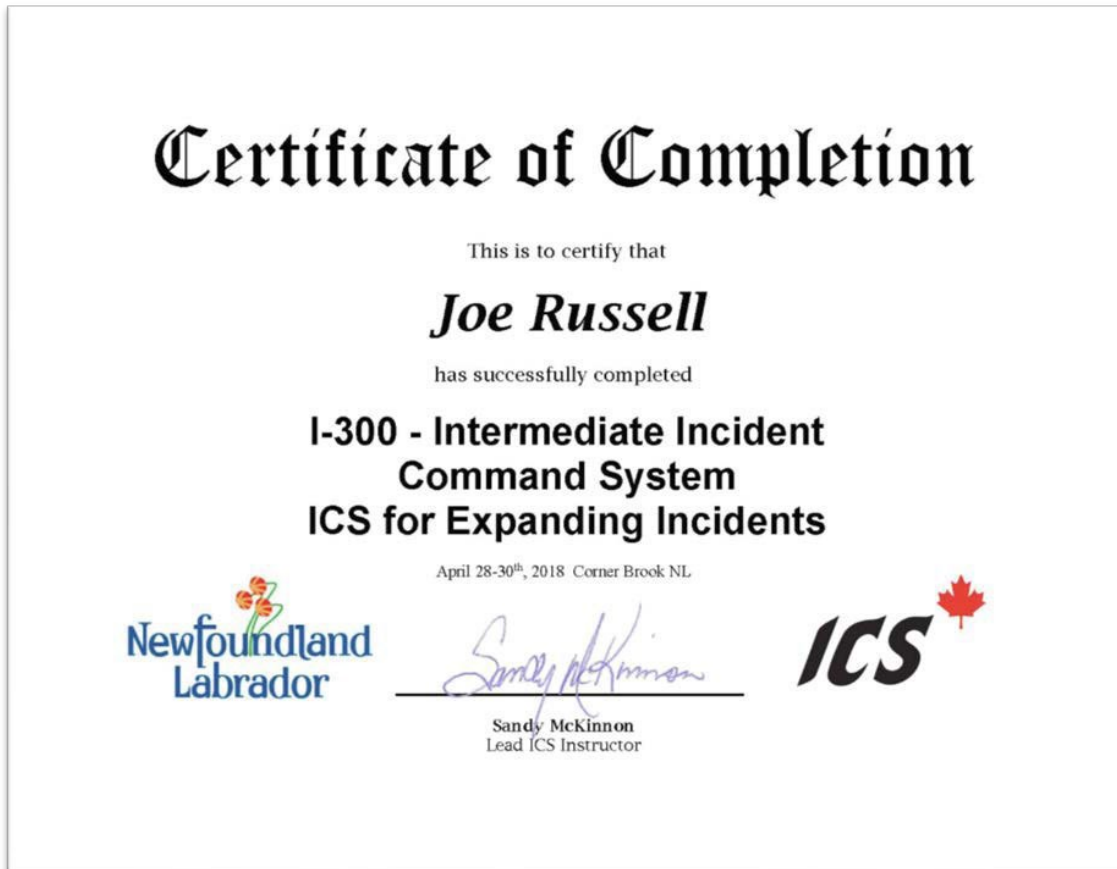 Certificate of Completion
This is to certify that
Joe Russell
has successfully completed
I-300 - Intermediate Incident
Command System
ICS for Expanding Incidents
April 28-30th, 2018 Corner Brook NL
Newfoundland
Labrador
Sandy McKinnon
ICS
Sandy McKinnon
Lead ICS Instructor